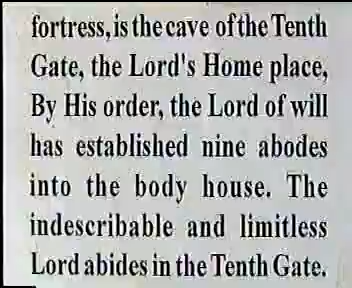 fortress, is the cave of the Tenth
Gate, the Lord's Home place,
By His order, the Lord of will
has established nine abodes
into the body house. The
indescribable and limitless
Lord abides in the Tenth Gate.